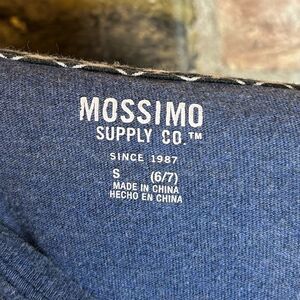 MOSSIMO
SUPPLY CO.™
SINCE 1987
S (6/7)
MADE IN CHINA
HECHO EN CHINA